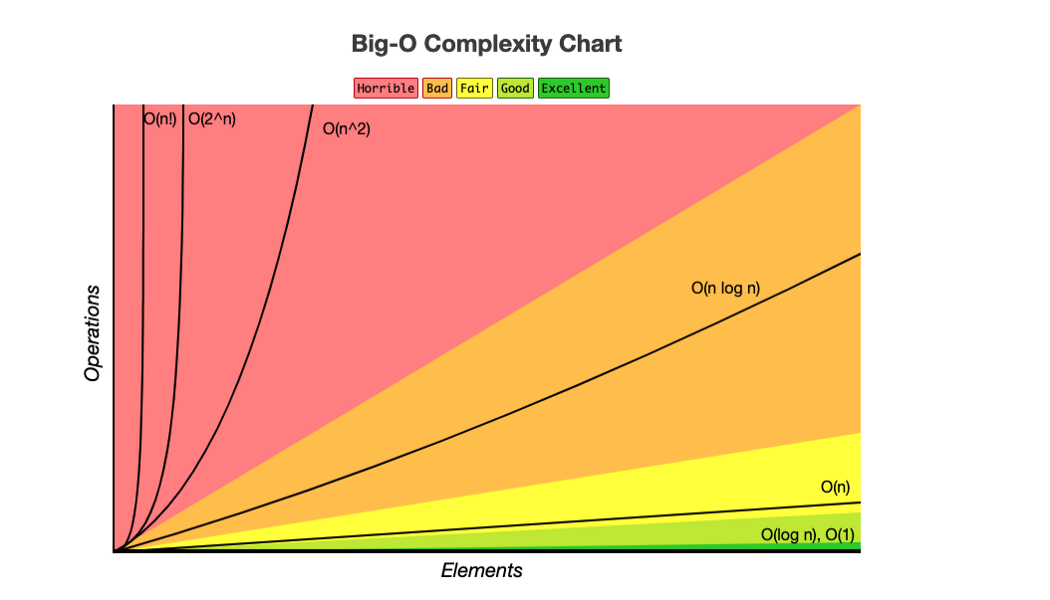 Big-O Complexity Chart
Horrible Bad Fair Good Excellent
O(n!) O(2^n)
O(n^2)
O(n log n)
O(n)
O(log n), O(1)
Operations
Elements